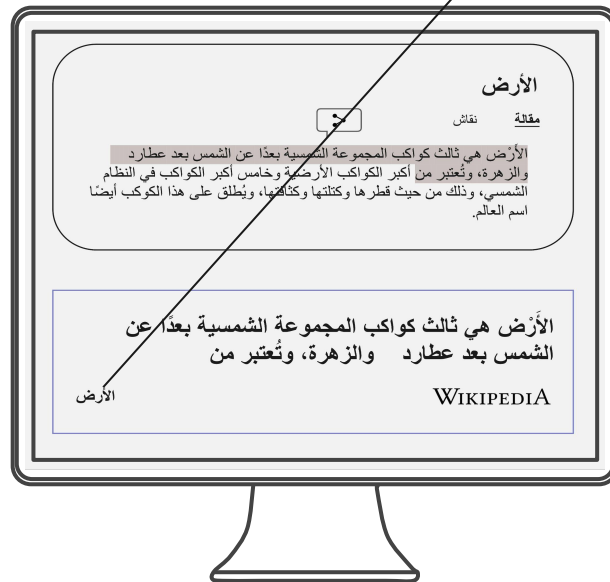 الأرض
مقالة نقاش
الأرْض هي ثالث كواكب المجموعة الشمسية بعدًا عن الشمس بعد عطارد
والزهرة، وتُعتبر من أكبر الكواكب الأرضية وخامس أكبر الكواكب في النظام
الشمسي، وذلك من حيث قطرها وكتلتها وكثافتها، ويُطلق على هذا الكوكب أيضًا
اسم العالم.
الأَرْض هي ثالث كواكب المجموعة الشمسية بعدًا عن
الشمس بعد عطارد والزهرة، وتُعتبر من
WIKIPEDIA
الأرض